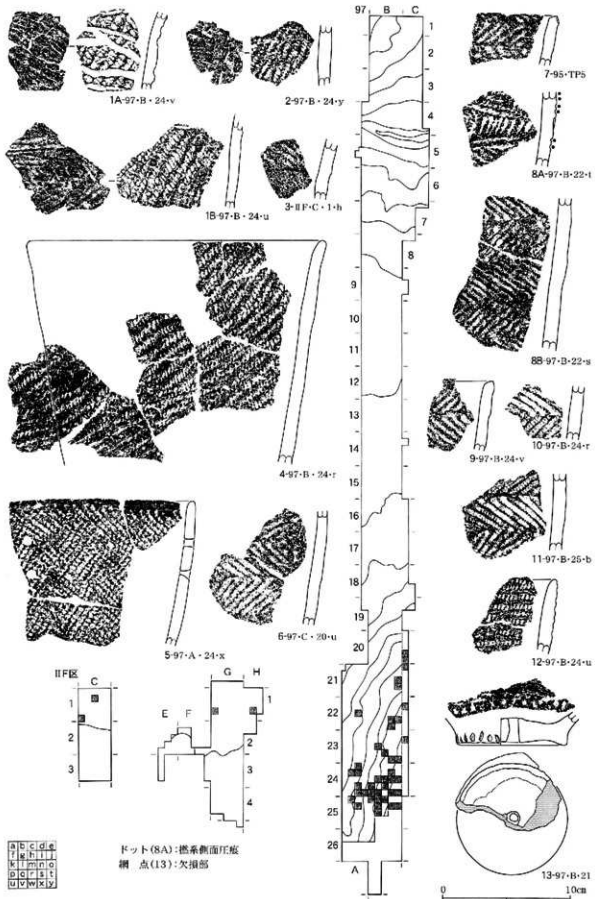 97 B C
1
2
3
4
5
6
7
8
9
10
11
12
13
14
15
16
17
18
19
20
21
22
23
24
25
26
A
1A-97・B・24・v
2-97・B・24・y
1B-97・B・24・u
3-ⅡF・C・1・h
4-97・B・24・r
5-97・A・24・x
6-97・C・20・u
7-95・TP5
8A-97・B・22・t
8B-97・B・22・s
9-97・B・24・v
10-97・B・24・r
11-97・B・25・b
12-97・B・24・u
13-97・B・21
0 10cm
ⅡF区
C
1
2
3
E F G H
1
2
3
4
a b c d e
f g h i j
k l m n o
p q r s t
u v w x y
ドット(8A):撚糸側面圧痕
網 点(13):欠損部